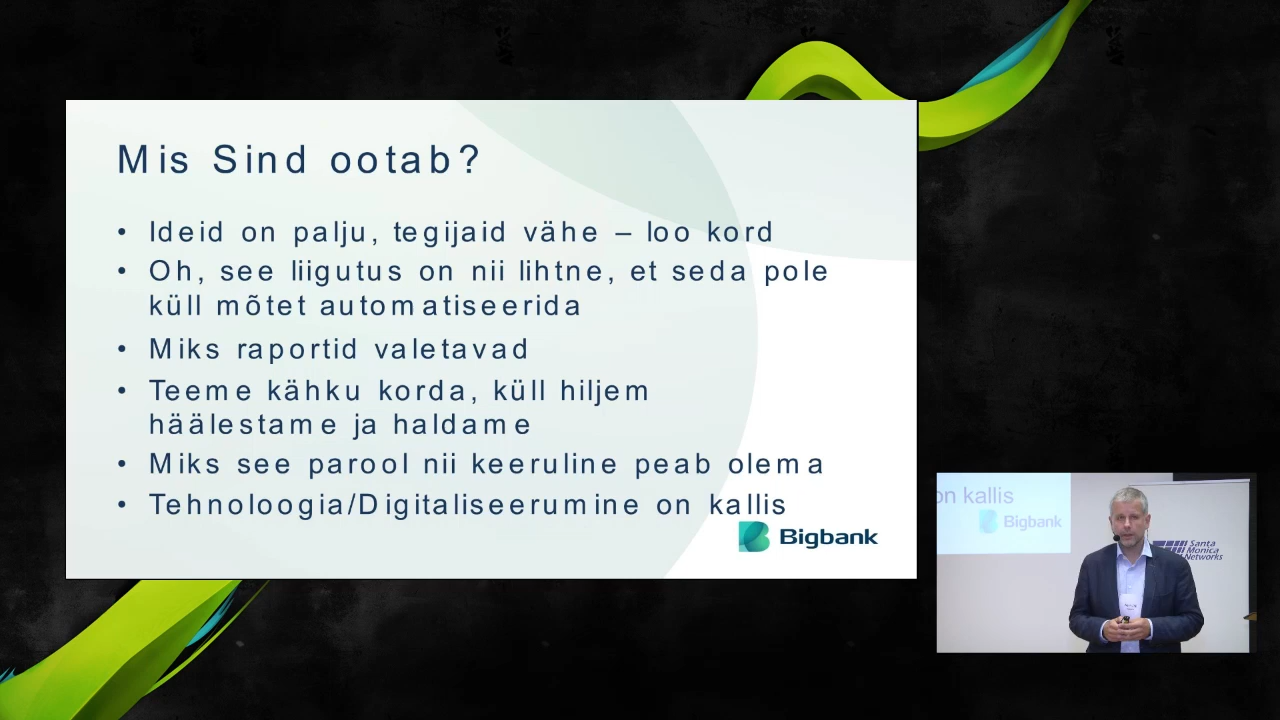 Mis Sind ootab?
• Ideid on palju, tegijaid vähe – loo kord
• Oh, see liigutus on nii lihtne, et seda pole
küll mõtet automatiseerida
• Miks raportid valetavad
• Teeme kähku korda, küll hiljem
häälestame ja haldame
• Miks see parool nii keeruline peab olema
• Tehnoloogia/Digitaliseerumine on kallis
Bigbank
on kallis
Bigbank
Santa
Monica
Networks